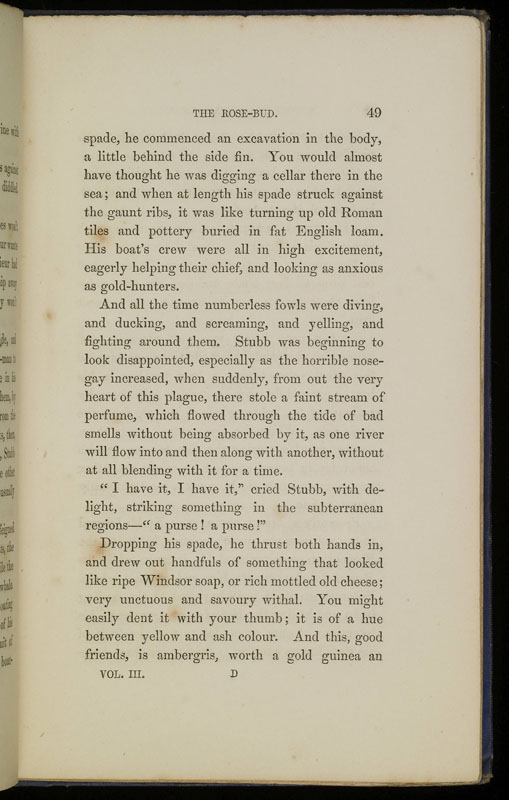 THE ROSE-BUD. 49
spade, he commenced an excavation in the body,
a little behind the side fin. You would almost
have thought he was digging a cellar there in the
sea; and when at length his spade struck against
the gaunt ribs, it was like turning up old Roman
tiles and pottery buried in fat English loam.
His boat's crew were all in high excitement,
eagerly helping their chief, and looking as anxious
as gold-hunters.
And all the time numberless fowls were diving,
and ducking, and screaming, and yelling, and
fighting around them. Stubb was beginning to
look disappointed, especially as the horrible nose-
gay increased, when suddenly, from out the very
heart of this plague, there stole a faint stream of
perfume, which flowed through the tide of bad
smells without being absorbed by it, as one river
will flow into and then along with another, without
at all blending with it for a time.
“ I have it, I have it,” cried Stubb, with de-
light, striking something in the subterranean
regions—“ a purse ! a purse !”
Dropping his spade, he thrust both hands in,
and drew out handfuls of something that looked
like ripe Windsor soap, or rich mottled old cheese;
very unctuous and savoury withal. You might
easily dent it with your thumb; it is of a hue
between yellow and ash colour. And this, good
friends, is ambergris, worth a gold guinea an
VOL. III. D